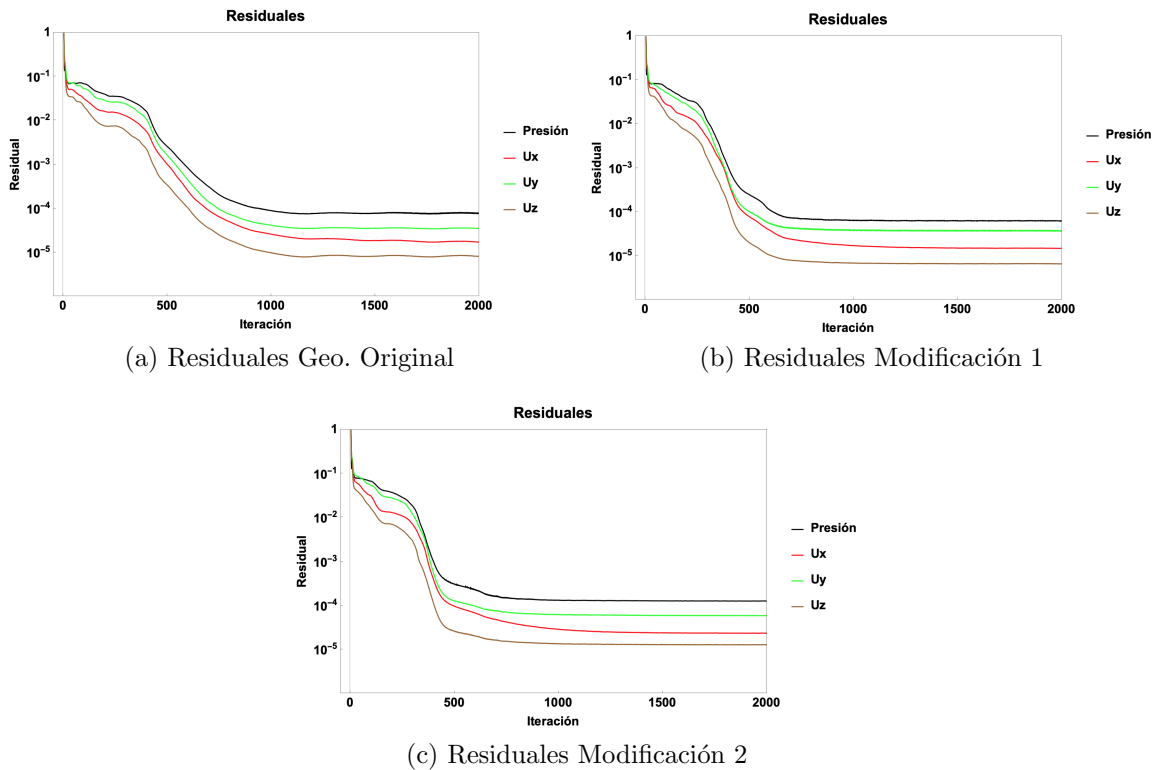 Residuales
1
10⁻¹
10⁻²
10⁻³
10⁻⁴
10⁻⁵
Residual
0 500 1000 1500 2000
Iteración
Presión
Ux
Uy
Uz
(a) Residuales Geo. Original
Residuales
1
10⁻¹
10⁻²
10⁻³
10⁻⁴
10⁻⁵
Residual
0 500 1000 1500 2000
Iteración
Presión
Ux
Uy
Uz
(b) Residuales Modificación 1
Residuales
1
10⁻¹
10⁻²
10⁻³
10⁻⁴
10⁻⁵
Residual
0 500 1000 1500 2000
Iteración
Presión
Ux
Uy
Uz
(c) Residuales Modificación 2